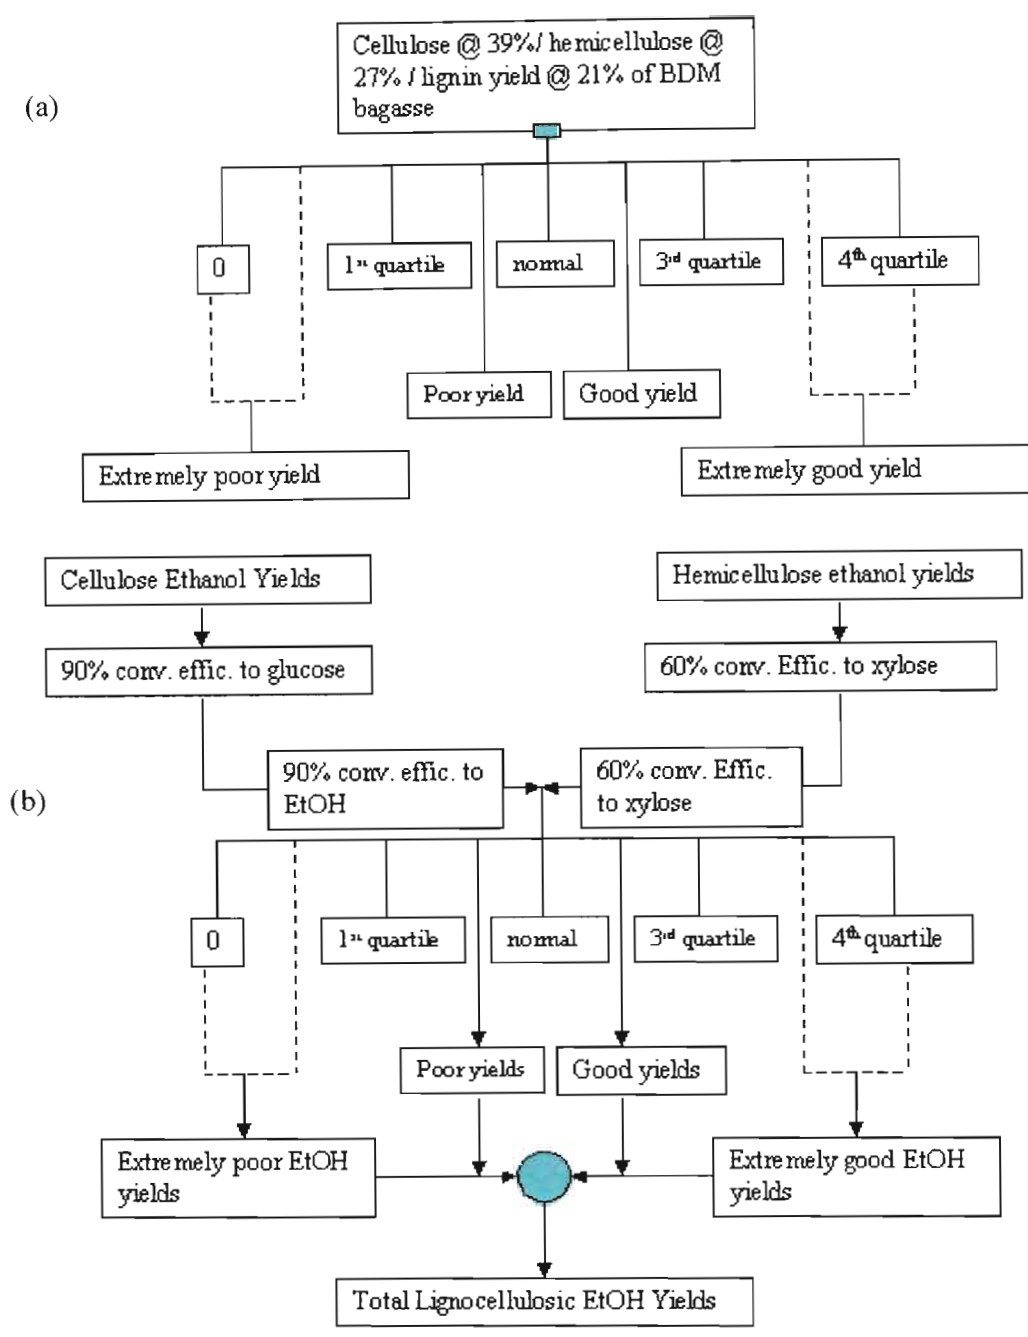 Cellulose @ 39%/ hemicellulose @
27% / lignin yield @ 21% of BDM
bagasse
(a)
0
1st quartile
normal
3rd quartile
4th quartile
Poor yield
Good yield
Extremely poor yield
Extremely good yield
Cellulose Ethanol Yields
Hemicellulose ethanol yields
90% conv. effic. to glucose
60% conv. Effic. to xylose
90% conv. effic. to
EtOH
60% conv. Effic.
to xylose
(b)
0
1st quartile
normal
3rd quartile
4th quartile
Poor yields
Good yields
Extremely poor EtOH
yields
Extremely good EtOH
yields
Total Lignocellulosic EtOH Yields